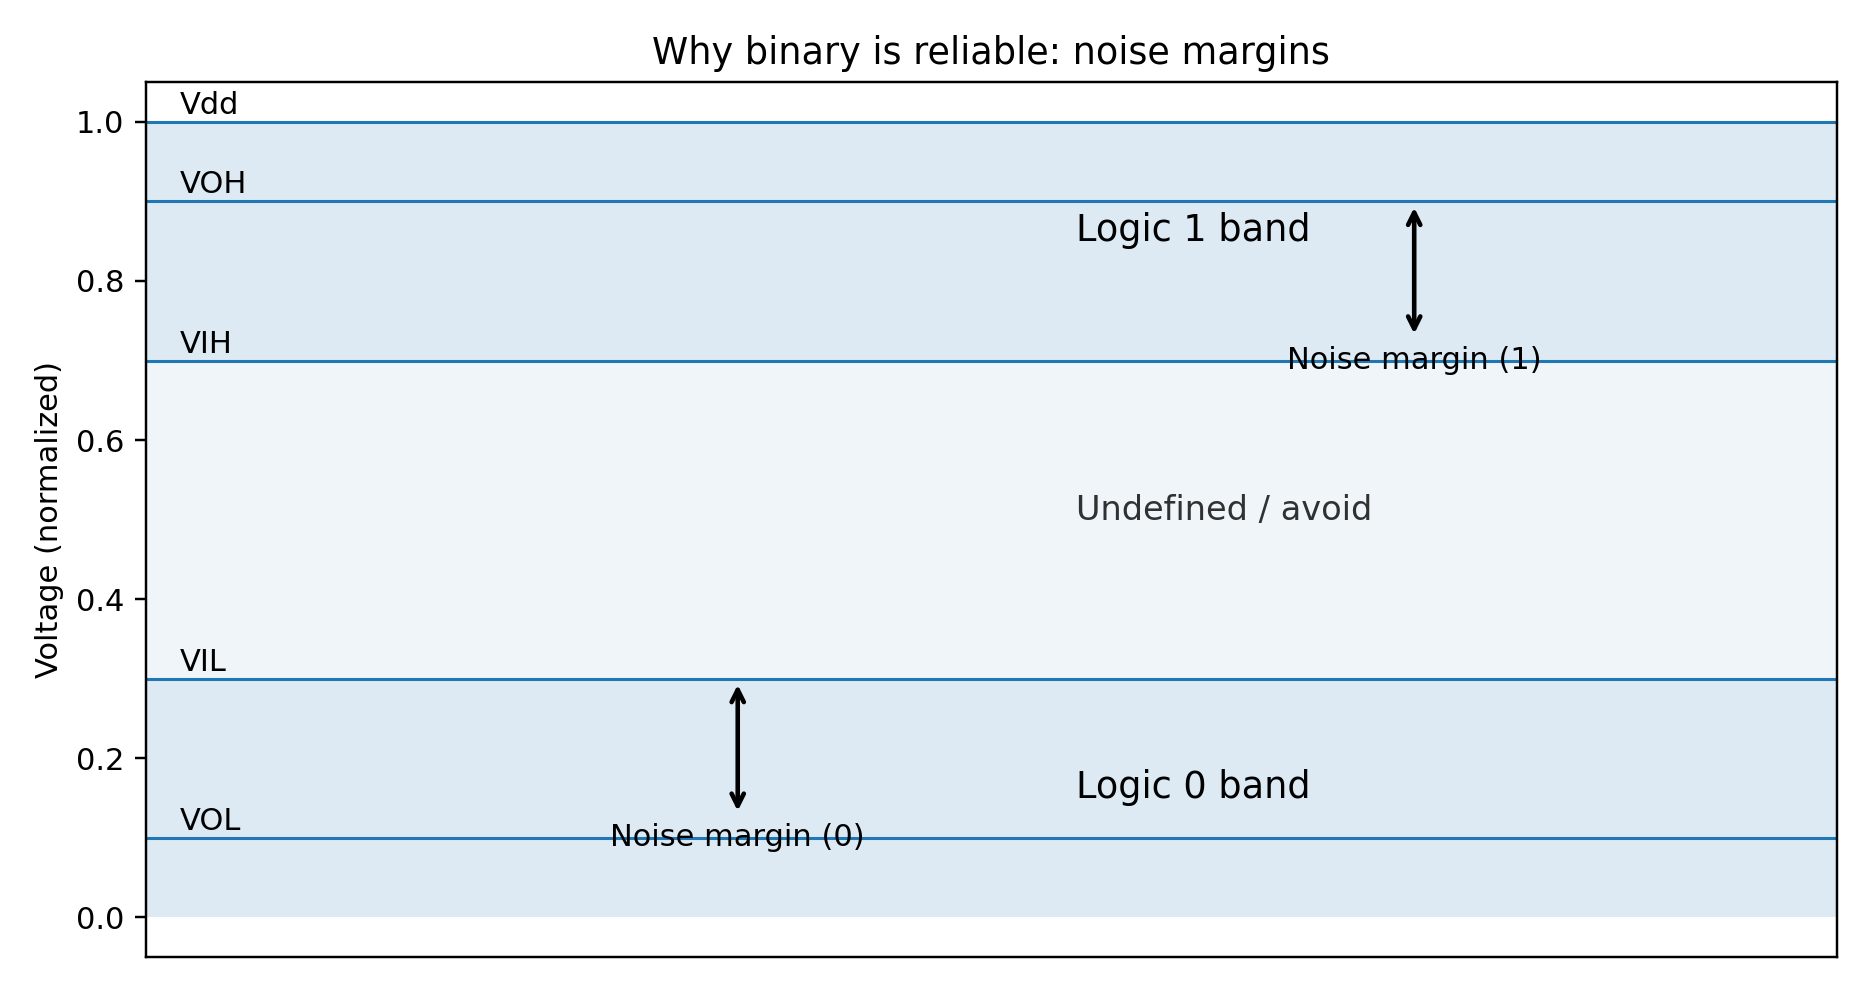 Why binary is reliable: noise margins
Vdd
1.0
VOH
Logic 1 band
0.8
VIH
Noise margin (1)
Voltage (normalized)
0.6
Undefined / avoid
0.4
VIL
0.2
Logic 0 band
VOL
Noise margin (0)
0.0